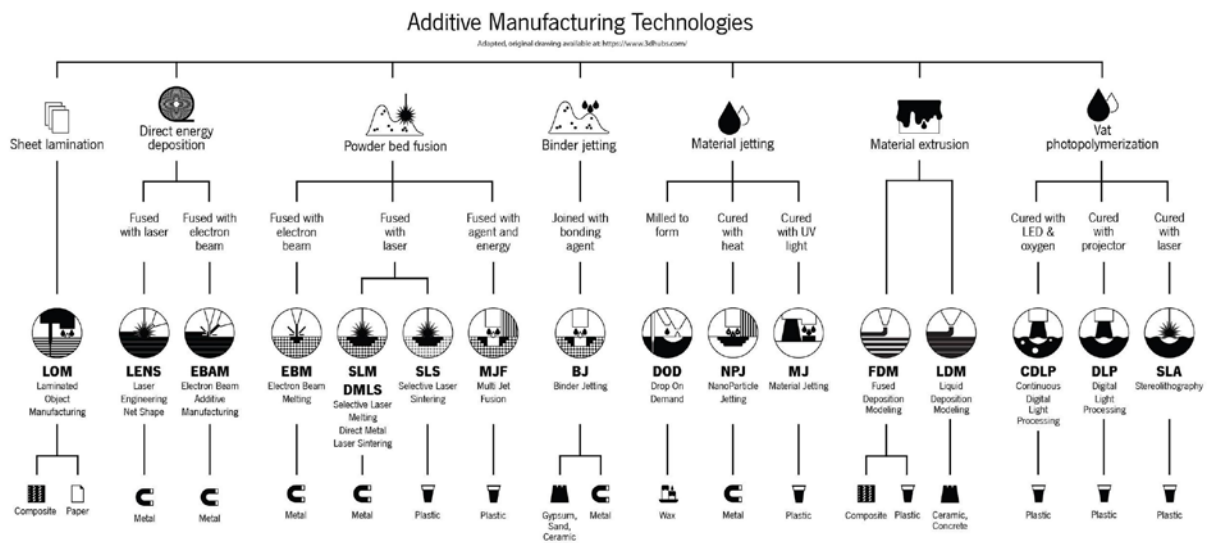 Additive Manufacturing Technologies
Adapted, original drawing available at: https://www.3dhubs.com/
Sheet lamination
Direct energy
deposition
Powder bed fusion
Binder jetting
Material jetting
Material extrusion
Vat
photopolymerization
Fused
with laser
Fused with
electron
beam
Fused with
electron
beam
Fused
with
laser
Fused with
agent and
energy
Joined with
bonding
agent
Milled to
form
Cured
with
heat
Cured
with UV
light
Cured with
LED &
oxygen
Cured
with
projector
Cured
with
laser
LOM
Laminated
Object
Manufacturing
LENS
Laser
Engineering
Net Shape
EBAM
Electron Beam
Additive
Manufacturing
EBM
Electron Beam
Melting
SLM
DMLS
Selective Laser
Melting
Direct Metal
Laser Sintering
SLS
Selective Laser
Sintering
MJF
Multi Jet
Fusion
BJ
Binder Jetting
DOD
Drop On
Demand
NPJ
NanoParticle
Jetting
MJ
Material Jetting
FDM
Fused
Deposition
Modeling
LDM
Liquid
Deposition
Modeling
CDLP
Continuous
Digital
Light
Processing
DLP
Digital
Light
Processing
SLA
Stereolithography
Composite
Paper
Metal
Metal
Metal
Metal
Plastic
Plastic
Gypsum,
Sand,
Ceramic
Metal
Wax
Metal
Plastic
Composite
Plastic
Ceramic,
Concrete
Plastic
Plastic
Plastic